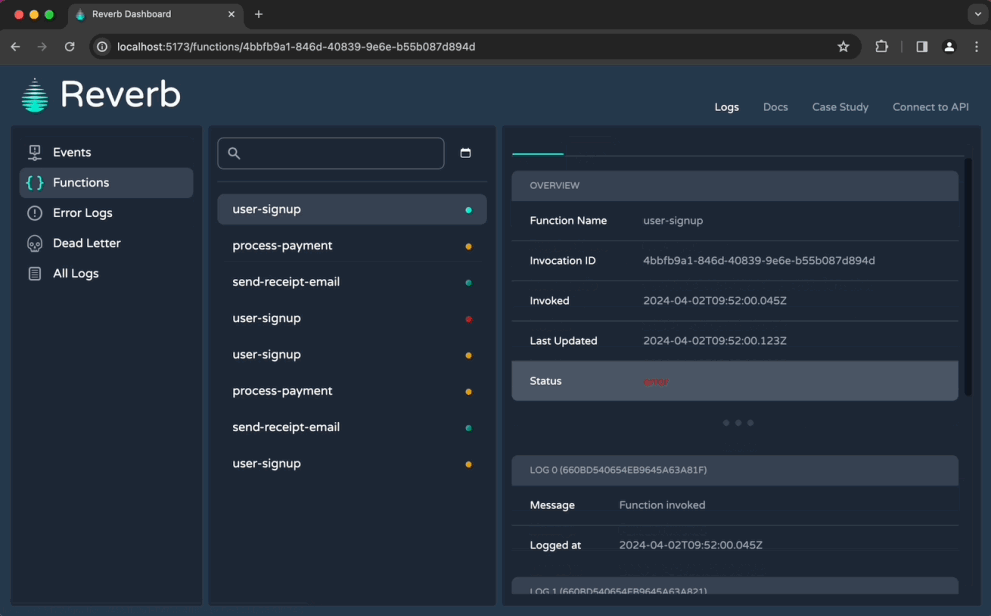 Reverb Dashboard
localhost:5173/functions/4bbfb9a1-846d-40839-9e6e-b55b087d894d
Reverb
Logs Docs Case Study Connect to API
Events
Functions
Error Logs
Dead Letter
All Logs
user-signup
process-payment
send-receipt-email
user-signup
user-signup
process-payment
send-receipt-email
user-signup
OVERVIEW
Function Name user-signup
Invocation ID 4bbfb9a1-846d-40839-9e6e-b55b087d894d
Invoked 2024-04-02T09:52:00.045Z
Last Updated 2024-04-02T09:52:00.123Z
Status error
LOG 0 (660BD540654EB9645A63A81F)
Message Function invoked
Logged at 2024-04-02T09:52:00.045Z
LOG 1 (660BD540654EB9645A63A821)